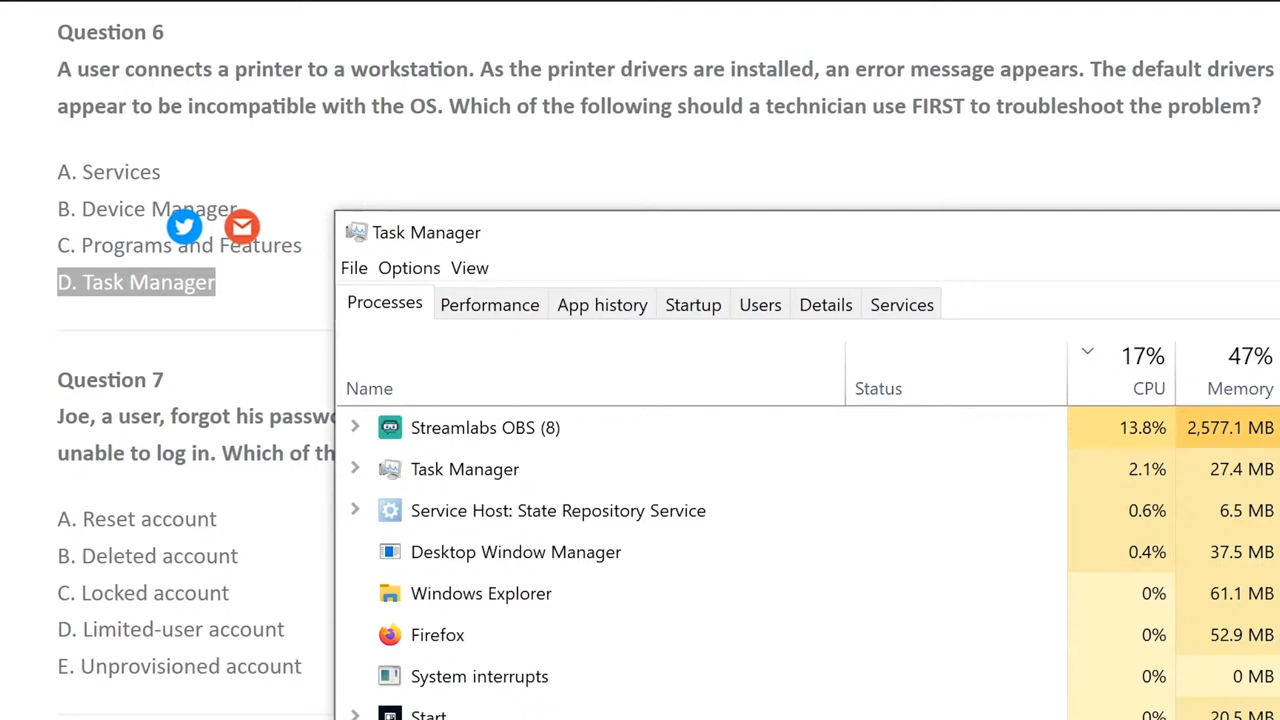 Question 6
A user connects a printer to a workstation. As the printer drivers are installed, an error message appears. The default drivers
appear to be incompatible with the OS. Which of the following should a technician use FIRST to troubleshoot the problem?
A. Services
B. Device Manager
C. Programs and Features
D. Task Manager
Question 7
Joe, a user, forgot his
unable to log in. Which of
A. Reset account
B. Deleted account
C. Locked account
D. Limited-user account
E. Unprovisioned account
Task Manager
File Options View
Processes Performance App history Startup Users Details Services
17% 47%
Name Status CPU Memory
Streamlabs OBS (8) 13.8% 2,577.1 MB
Task Manager 2.1% 27.4 MB
Service Host: State Repository Service 0.6% 6.5 MB
Desktop Window Manager 0.4% 37.5 MB
Windows Explorer 0% 61.1 MB
Firefox 0% 52.9 MB
System interrupts 0% 0 MB
Start 0% 20.5 MB